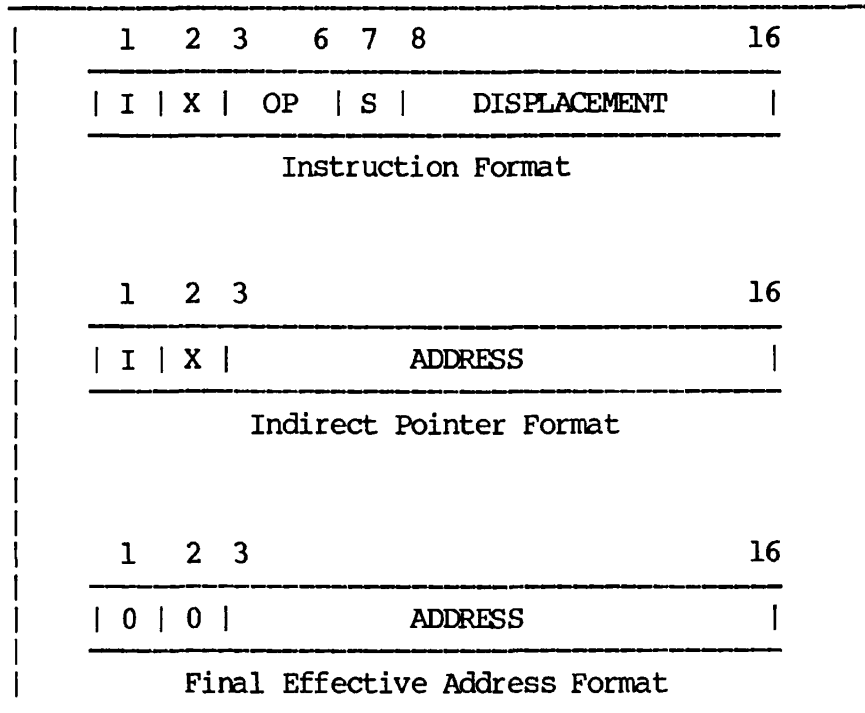 1 2 3 6 7 8 16
| I | X | OP | S | DISPLACEMENT |
Instruction Format
1 2 3 16
| I | X | ADDRESS |
Indirect Pointer Format
1 2 3 16
| 0 | 0 | ADDRESS |
Final Effective Address Format